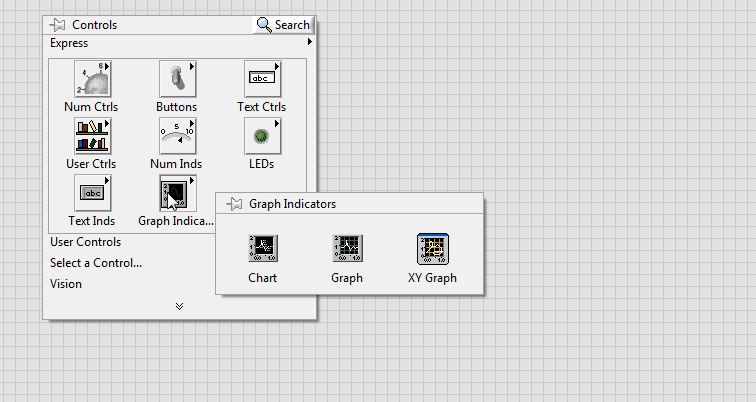 Controls Search
Express
Num Ctrls Buttons Text Ctrls
User Ctrls Num Inds LEDs
Text Inds Graph Indica...
User Controls
Select a Control...
Vision
Graph Indicators
Chart Graph XY Graph